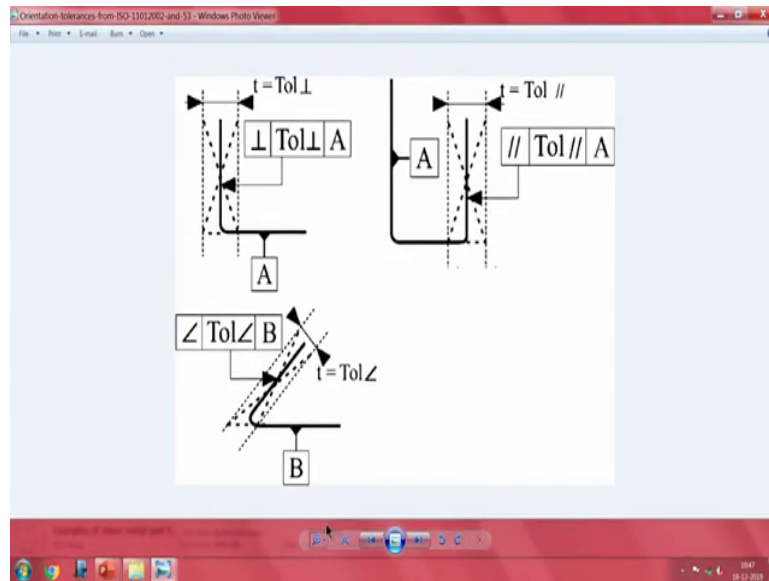 Orientation-tolerances-from-ISO-11012002-and-53 - Windows Photo Viewer
File Print E-mail Burn Open
t = Tol⊥
⊥ Tol⊥ A
A
t = Tol //
A
// Tol // A
∠ Tol∠ B
t = Tol∠
B
10:47
18-12-2019